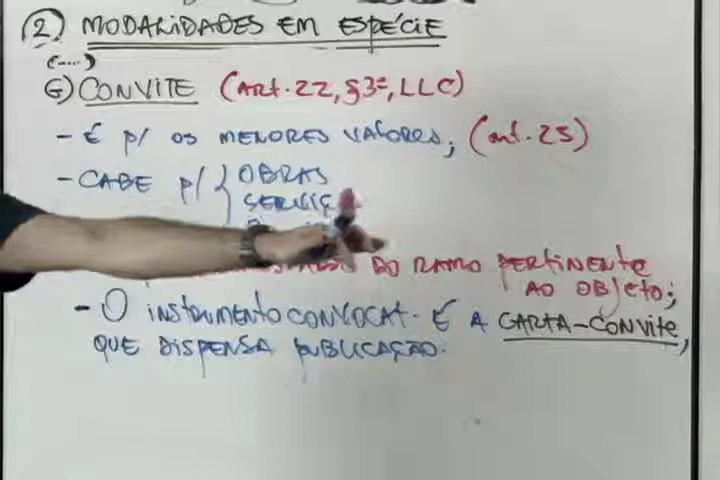 (2) MODALIDADES EM ESPÉCIE
(....)
G) CONVITE (ART. 22, §3º, LLC)
- É p/ OS MENORES VALORES; (art. 23)
- CABE p/ { OBRAS
SERVIÇ
DO RAMO PERTINENTE
AO OBJETO;
- O INSTRUMENTO CONVOCAT. É A CARTA-CONVITE,
QUE DISPENSA PUBLICAÇÃO.